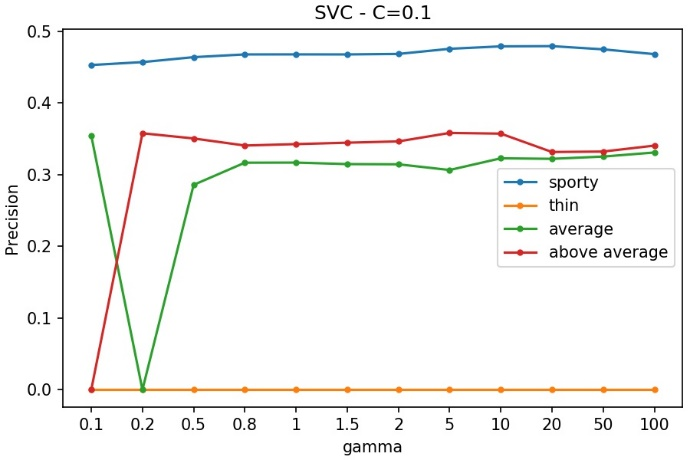 SVC - C=0.1
Precision
0.5
0.4
0.3
0.2
0.1
0.0
sporty
thin
average
above average
0.1 0.2 0.5 0.8 1 1.5 2 5 10 20 50 100
gamma